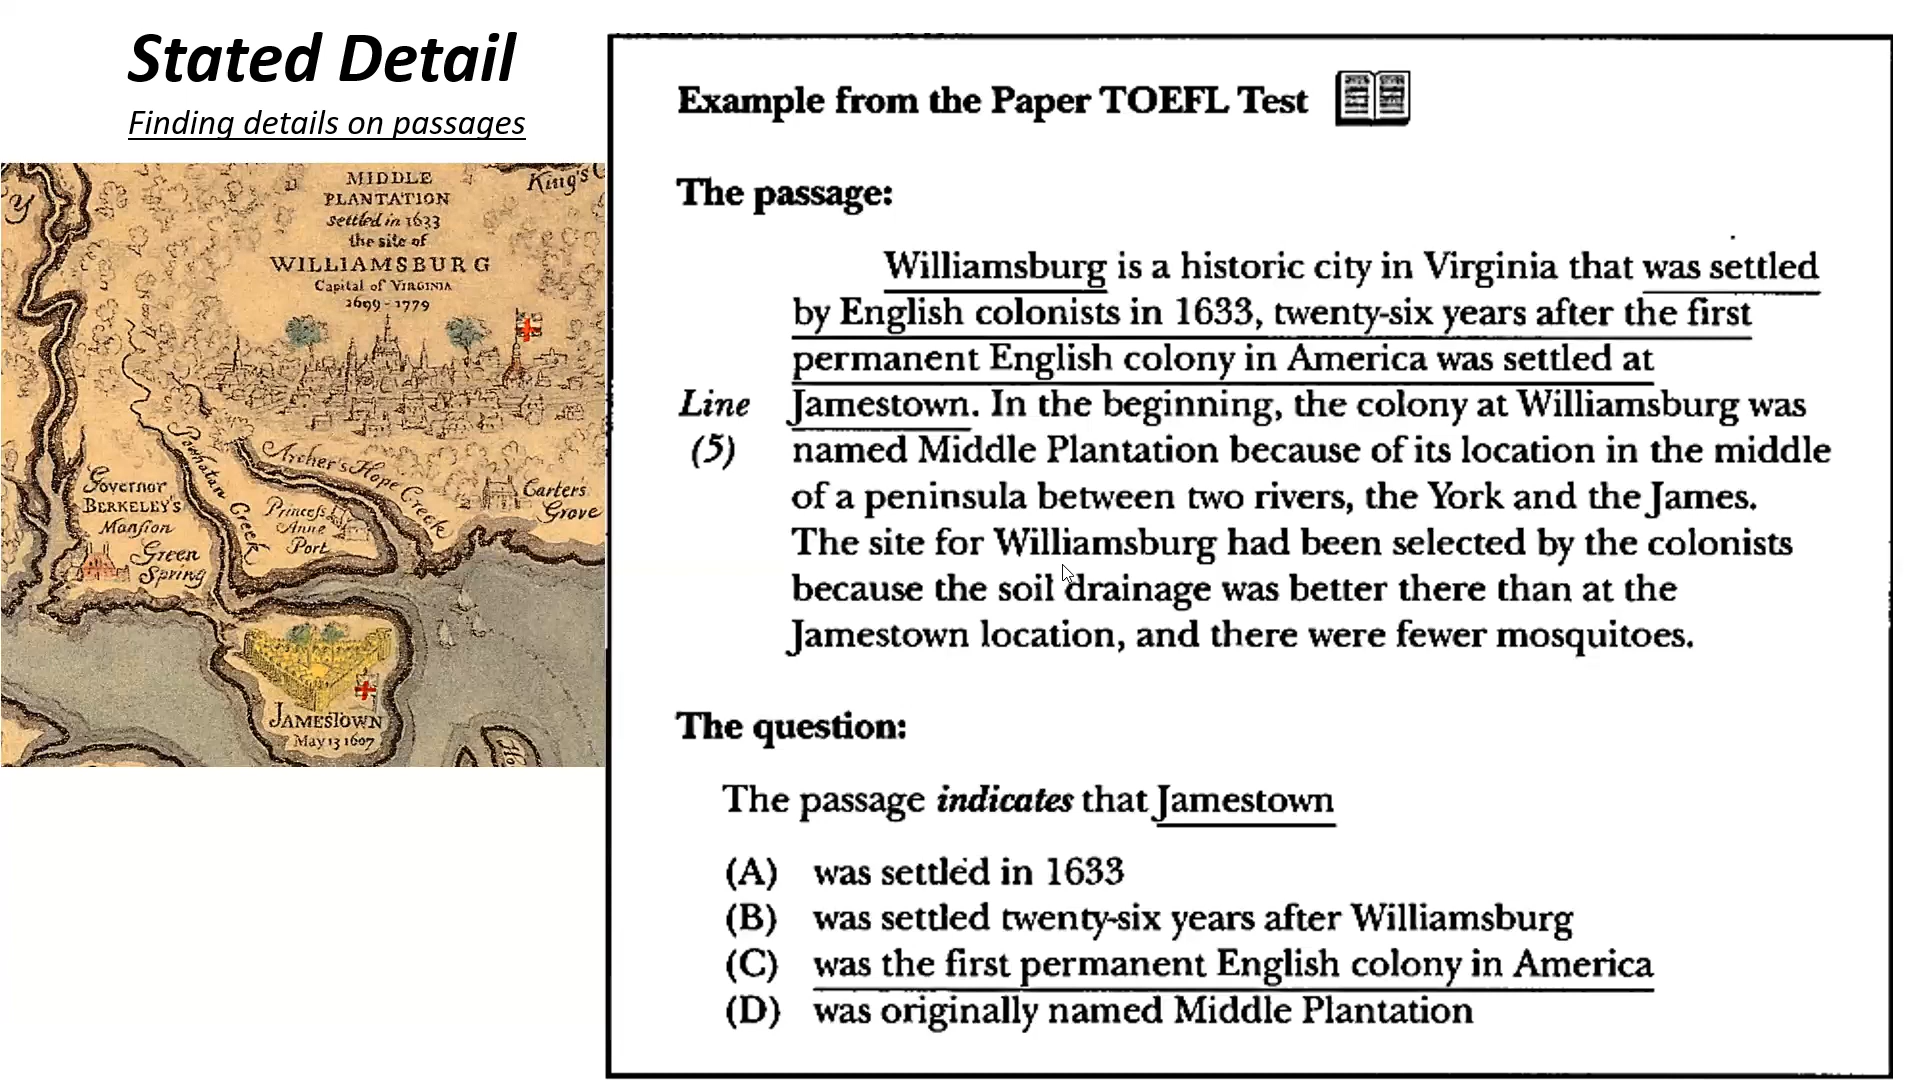 Stated Detail
Finding details on passages
MIDDLE
PLANTATION
settled in 1633
the site of
WILLIAMSBURG
Capital of VIRGINIA
1699-1779
King's
y
Powhatan Creek
Archers Hope Creek
Governor
BERKELEY'S
Mansion
Green
Spring
Princess
Anne
Port
Carters
Grove
JAMESTOWN
May 13 1607
Example from the Paper TOEFL Test
The passage:
Williamsburg is a historic city in Virginia that was settled
by English colonists in 1633, twenty-six years after the first
permanent English colony in America was settled at
Line Jamestown. In the beginning, the colony at Williamsburg was
(5) named Middle Plantation because of its location in the middle
of a peninsula between two rivers, the York and the James.
The site for Williamsburg had been selected by the colonists
because the soil drainage was better there than at the
Jamestown location, and there were fewer mosquitoes.
The question:
The passage indicates that Jamestown
(A) was settled in 1633
(B) was settled twenty-six years after Williamsburg
(C) was the first permanent English colony in America
(D) was originally named Middle Plantation